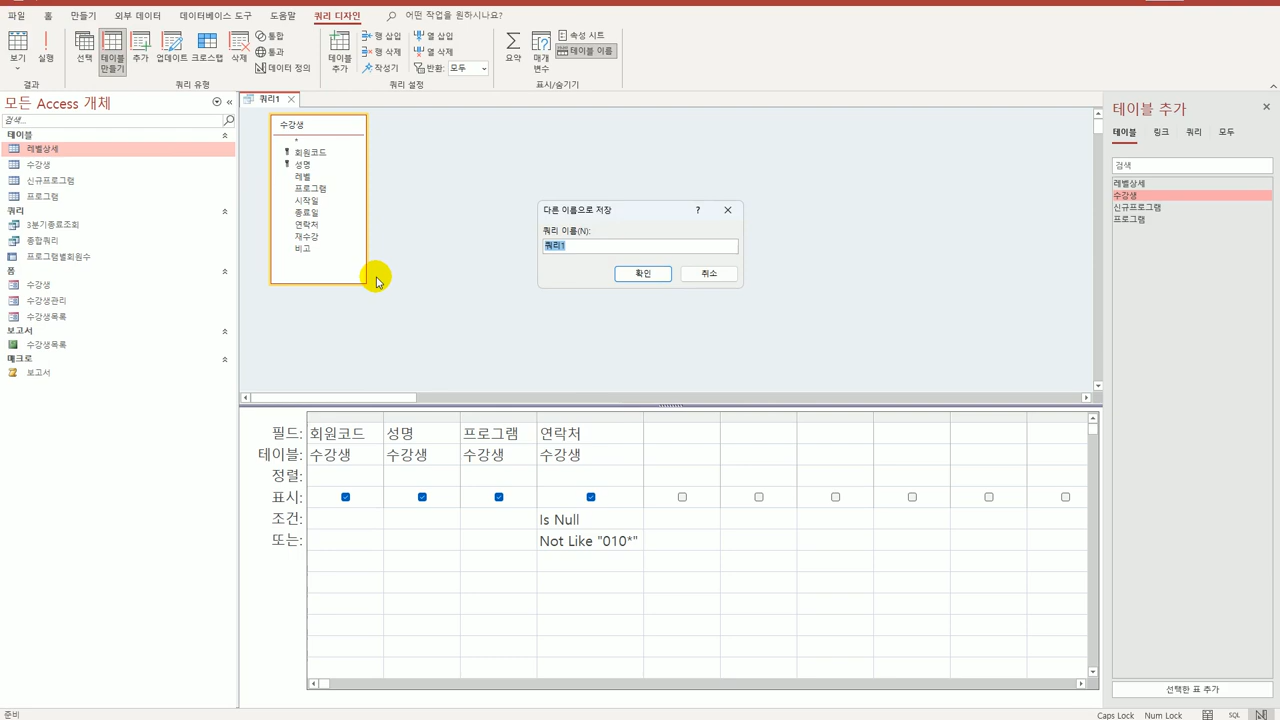 파일 홈 만들기 외부 데이터 데이터베이스 도구 도움말 쿼리 디자인 어떤 작업을 원하시나요?
보기 실행 선택 테이블 만들기 추가 업데이트 크로스탭 삭제
통합
통과
데이터 정의
테이블 추가
행 삽입
행 삭제
작성기
열 삽입
열 삭제
반환: 모두
요약 매개 변수
속성 시트
테이블 이름
결과 쿼리 유형 쿼리 설정 표시/숨기기
모든 Access 개체
검색...
테이블
레벨상세
수강생
신규프로그램
프로그램
쿼리
3분기종료조회
종합쿼리
프로그램별회원수
폼
수강생
수강생관리
수강생목록
보고서
수강생목록
매크로
보고서
쿼리1
수강생
*
회원코드
성명
레벨
프로그램
시작일
종료일
연락처
재수강
비고
다른 이름으로 저장 ?
쿼리 이름(N):
쿼리1
확인 취소
필드: 회원코드 성명 프로그램 연락처
테이블: 수강생 수강생 수강생 수강생
정렬:
표시:
조건: Is Null
또는: Not Like "010*"
테이블 추가
테이블 링크 쿼리 모두
검색
레벨상세
수강생
신규프로그램
프로그램
선택한 표 추가
준비 Caps Lock Num Lock SQL